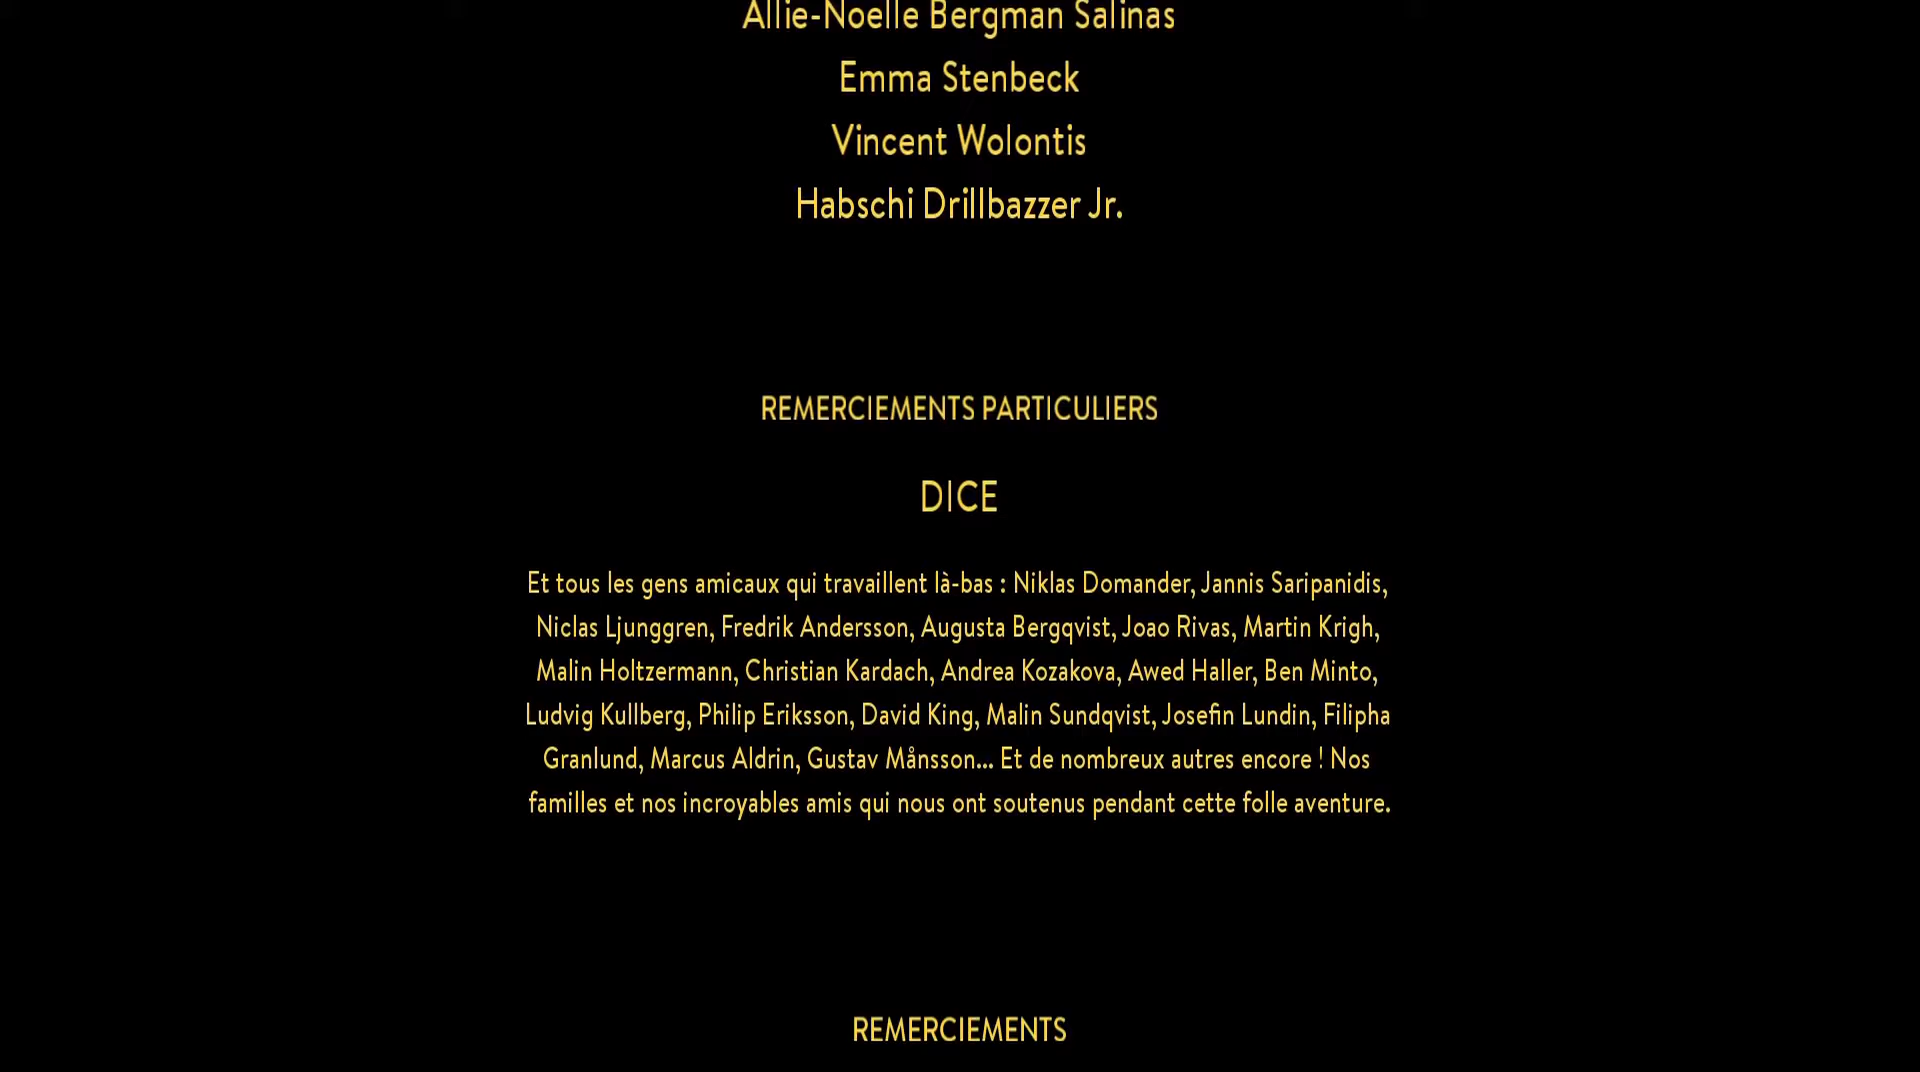 Allie-Noelle Bergman Salinas
Emma Stenbeck
Vincent Wolontis
Habschi Drillbazzer Jr.
REMERCIEMENTS PARTICULIERS
DICE
Et tous les gens amicaux qui travaillent là-bas : Niklas Domander, Jannis Saripanidis,
Niclas Ljunggren, Fredrik Andersson, Augusta Bergqvist, Joao Rivas, Martin Krigh,
Malin Holtzermann, Christian Kardach, Andrea Kozakova, Awed Haller, Ben Minto,
Ludvig Kullberg, Philip Eriksson, David King, Malin Sundqvist, Josefin Lundin, Filipha
Granlund, Marcus Aldrin, Gustav Månsson... Et de nombreux autres encore ! Nos
familles et nos incroyables amis qui nous ont soutenus pendant cette folle aventure.
REMERCIEMENTS